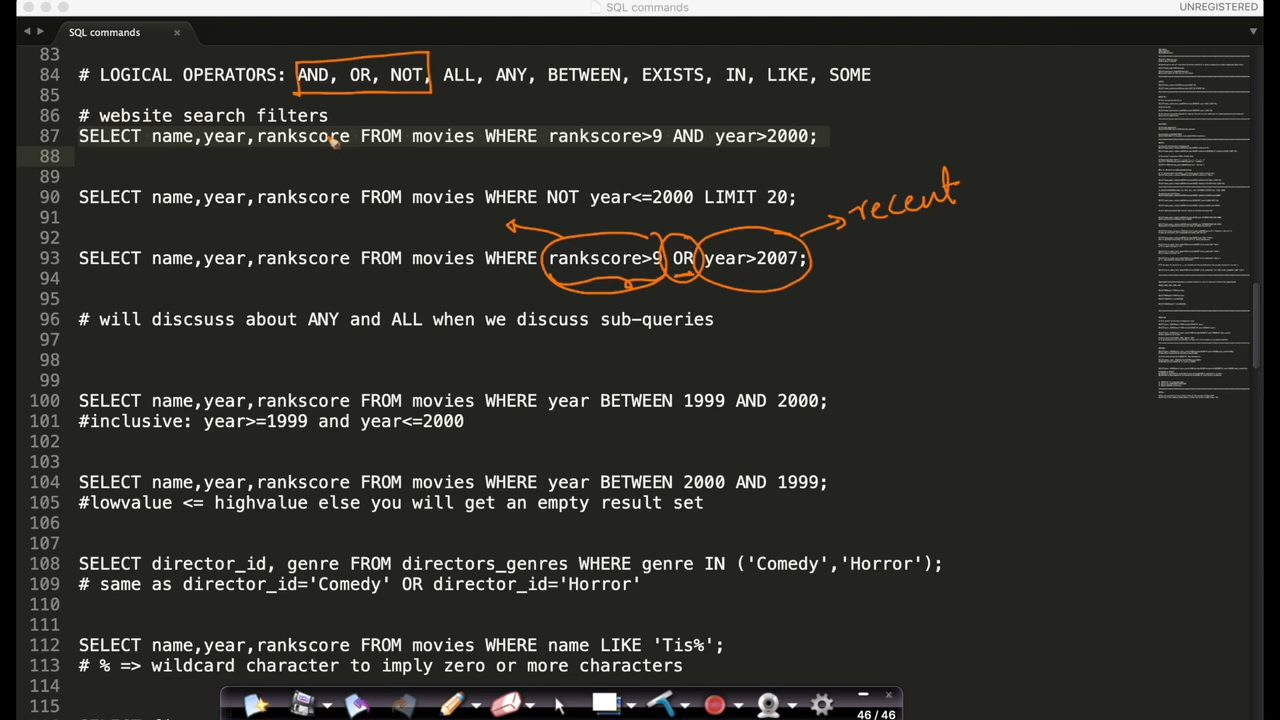 SQL commands
UNREGISTERED
SQL commands
83
84 # LOGICAL OPERATORS: AND, OR, NOT, ALL, ANY, BETWEEN, EXISTS, IN, LIKE, SOME
85
86 # website search filters
87 SELECT name,year,rankscore FROM movies WHERE rankscore>9 AND year>2000;
88
89
90 SELECT name,year,rankscore FROM movies WHERE NOT year<=2000 LIMIT 20;
recent
91
92
93 SELECT name,year,rankscore FROM movies WHERE rankscore>9 OR year>2007;
94
95
96 # will discsuss about ANY and ALL when we discuss sub-queries
97
98
99
100 SELECT name,year,rankscore FROM movies WHERE year BETWEEN 1999 AND 2000;
101 #inclusive: year>=1999 and year<=2000
102
103
104 SELECT name,year,rankscore FROM movies WHERE year BETWEEN 2000 AND 1999;
105 #lowvalue <= highvalue else you will get an empty result set
106
107
108 SELECT director_id, genre FROM directors_genres WHERE genre IN ('Comedy','Horror');
109 # same as director_id='Comedy' OR director_id='Horror'
110
111
112 SELECT name,year,rankscore FROM movies WHERE name LIKE 'Tis%';
113 # % => wildcard character to imply zero or more characters
114
115
46 / 46